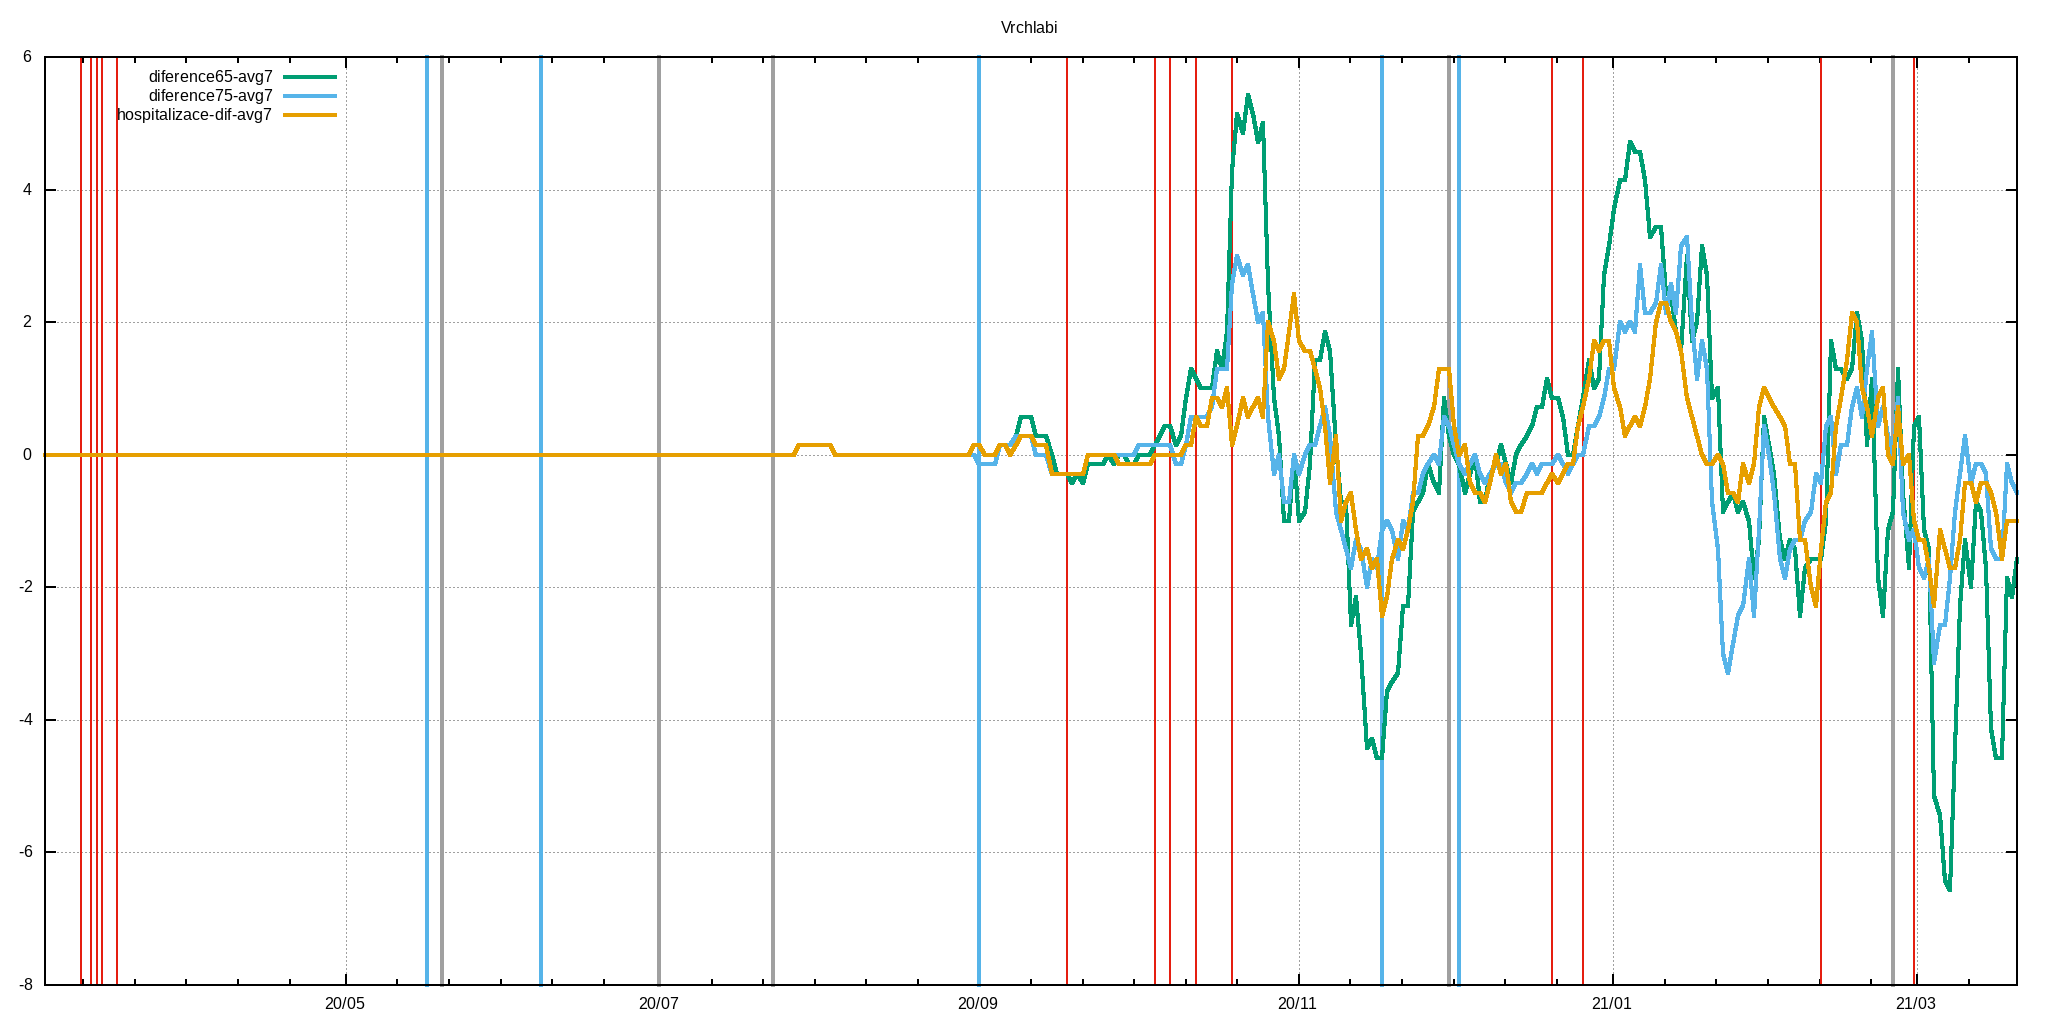 Vrchlabi
diference65-avg7
diference75-avg7
hospitalizace-dif-avg7
6
4
2
0
-2
-4
-6
-8
20/05 20/07 20/09 20/11 21/01 21/03